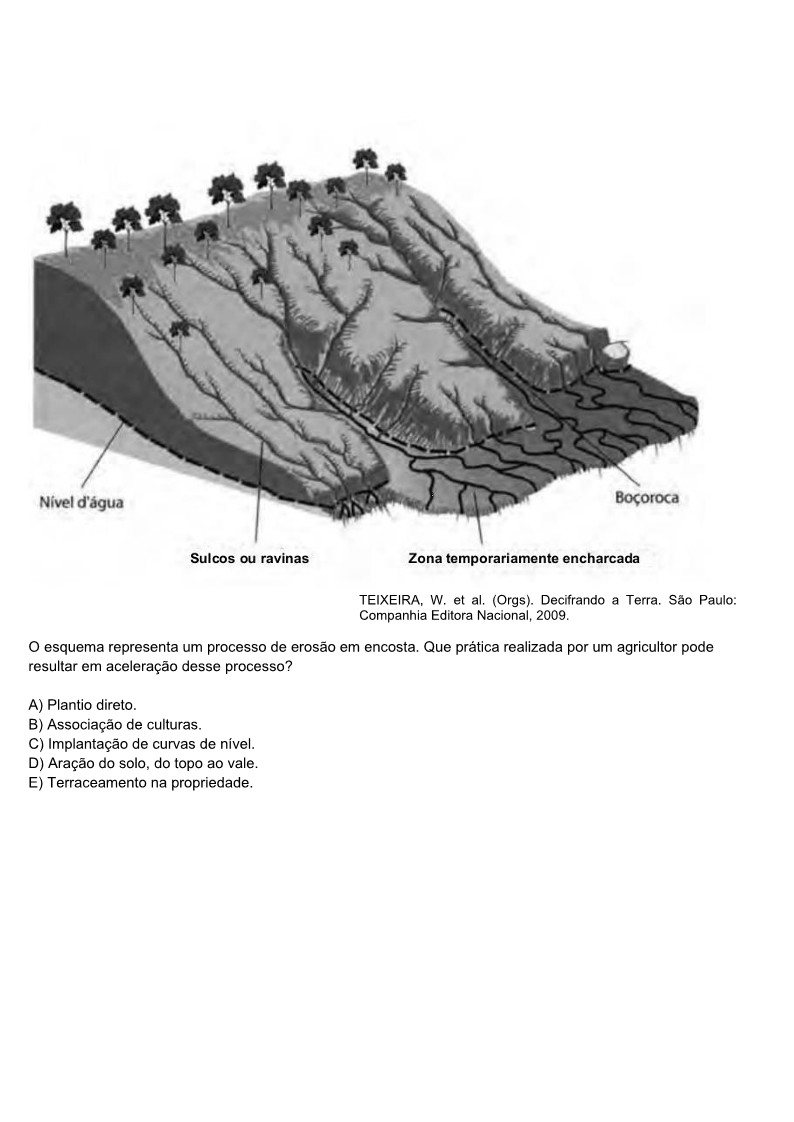 Nível d'água
Boçoroca
Sulcos ou ravinas
Zona temporariamente encharcada
TEIXEIRA, W. et al. (Orgs). Decifrando a Terra. São Paulo:
Companhia Editora Nacional, 2009.
O esquema representa um processo de erosão em encosta. Que prática realizada por um agricultor pode
resultar em aceleração desse processo?
A) Plantio direto.
B) Associação de culturas.
C) Implantação de curvas de nível.
D) Aração do solo, do topo ao vale.
E) Terraceamento na propriedade.